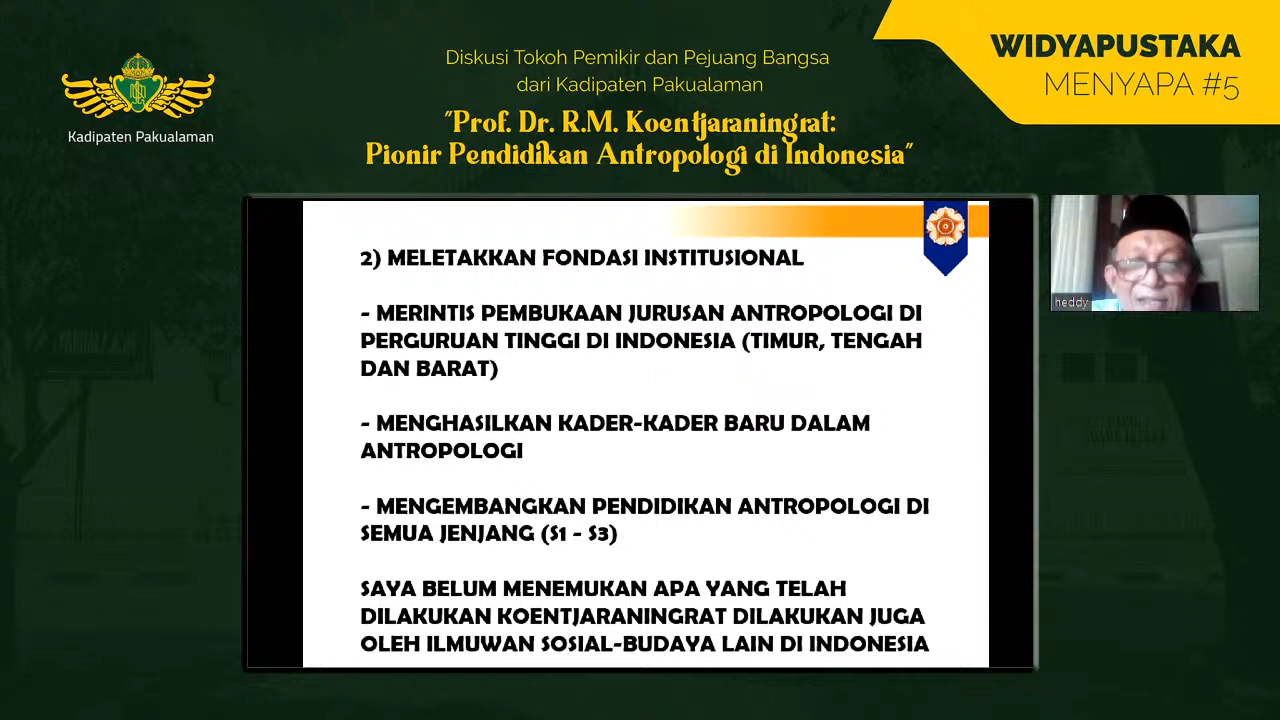 WIDYAPUSTAKA
MENYAPA #5
Diskusi Tokoh Pemikir dan Pejuang Bangsa
dari Kadipaten Pakualaman
"Prof. Dr. R.M. Koentjaraningrat:
Pionir Pendidikan Antropologi di Indonesia"
Kadipaten Pakualaman
2) MELETAKKAN FONDASI INSTITUSIONAL
- MERINTIS PEMBUKAAN JURUSAN ANTROPOLOGI DI
PERGURUAN TINGGI DI INDONESIA (TIMUR, TENGAH
DAN BARAT)
- MENGHASILKAN KADER-KADER BARU DALAM
ANTROPOLOGI
- MENGEMBANGKAN PENDIDIKAN ANTROPOLOGI DI
SEMUA JENJANG (S1 - S3)
SAYA BELUM MENEMUKAN APA YANG TELAH
DILAKUKAN KOENTJARANINGRAT DILAKUKAN JUGA
OLEH ILMUWAN SOSIAL-BUDAYA LAIN DI INDONESIA
heddy